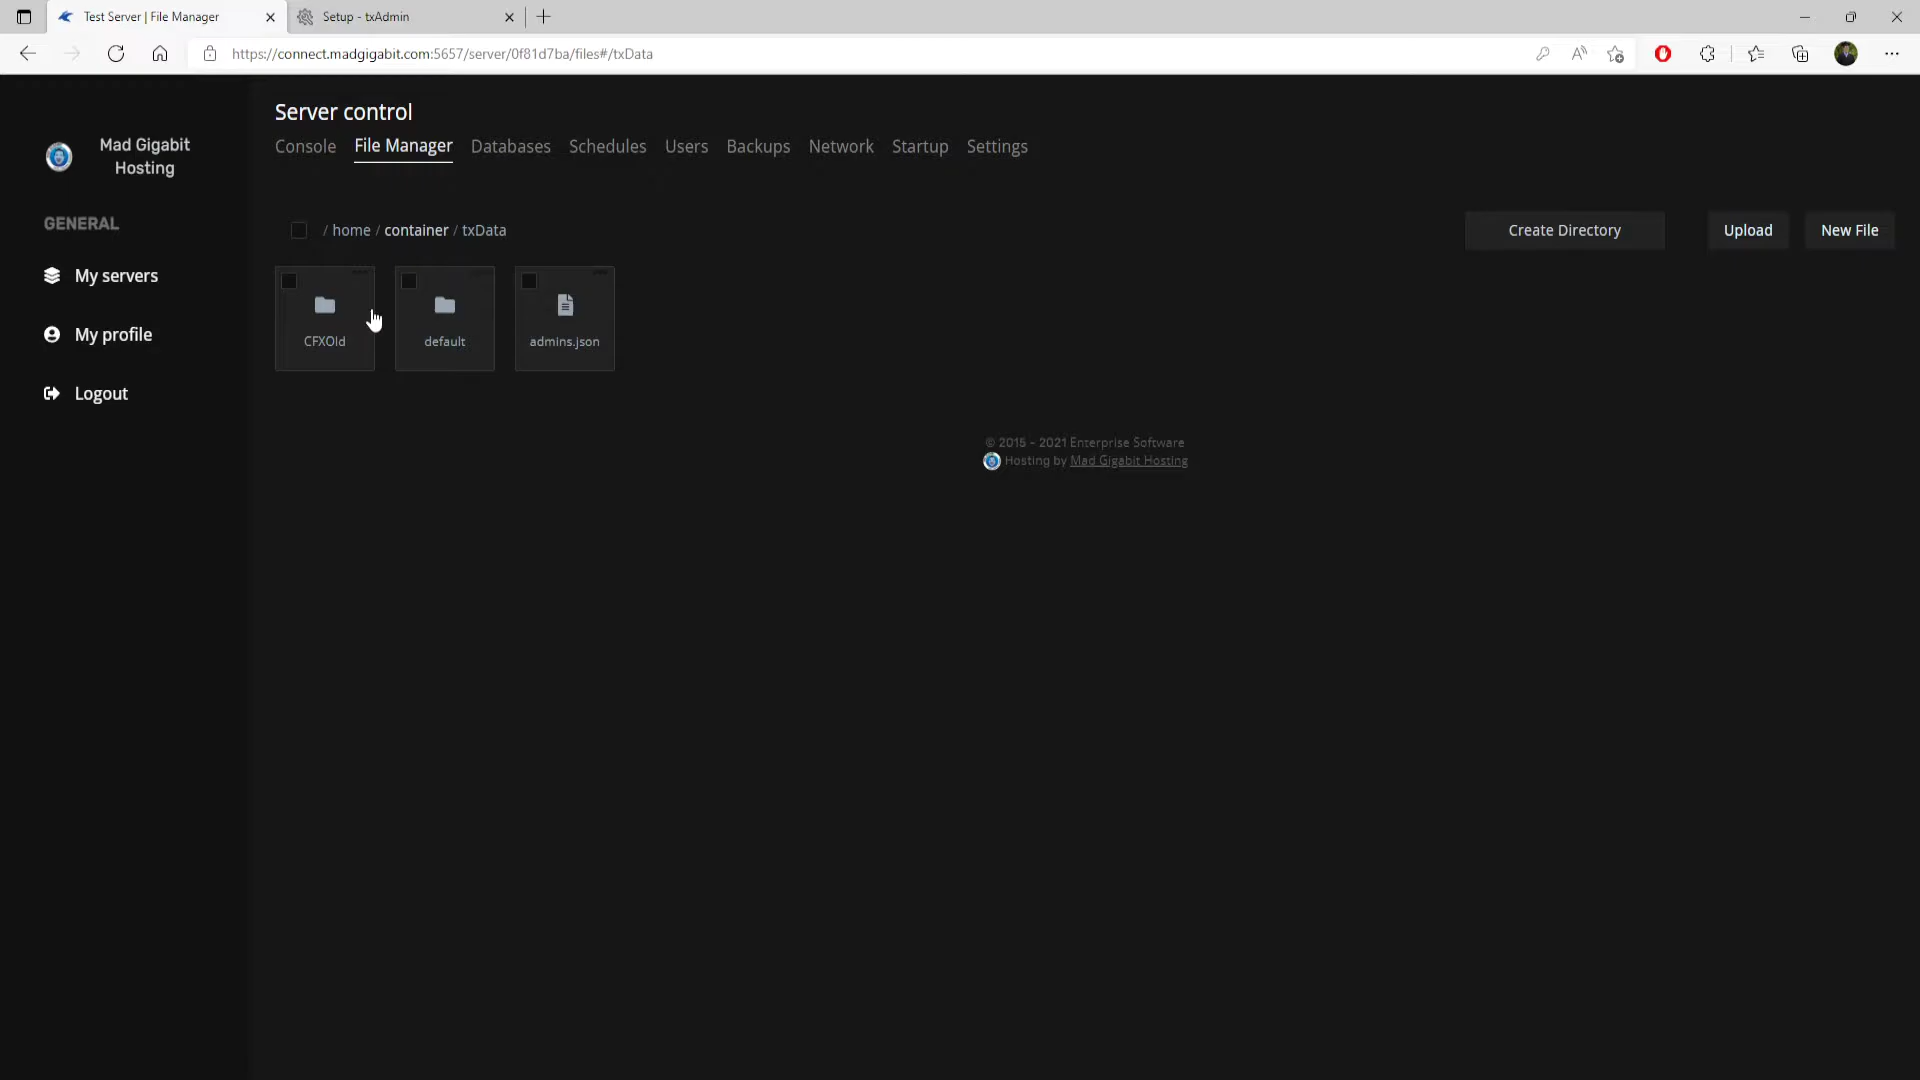 Test Server | File Manager
Setup - txAdmin
https://connect.madgigabit.com:5657/server/0f81d7ba/files#/txData
Mad Gigabit
Hosting
GENERAL
My servers
My profile
Logout
Server control
Console File Manager Databases Schedules Users Backups Network Startup Settings
/ home / container / txData
Create Directory
Upload
New File
CFXOld
default
admins.json
© 2015 - 2021 Enterprise Software
Hosting by Mad Gigabit Hosting